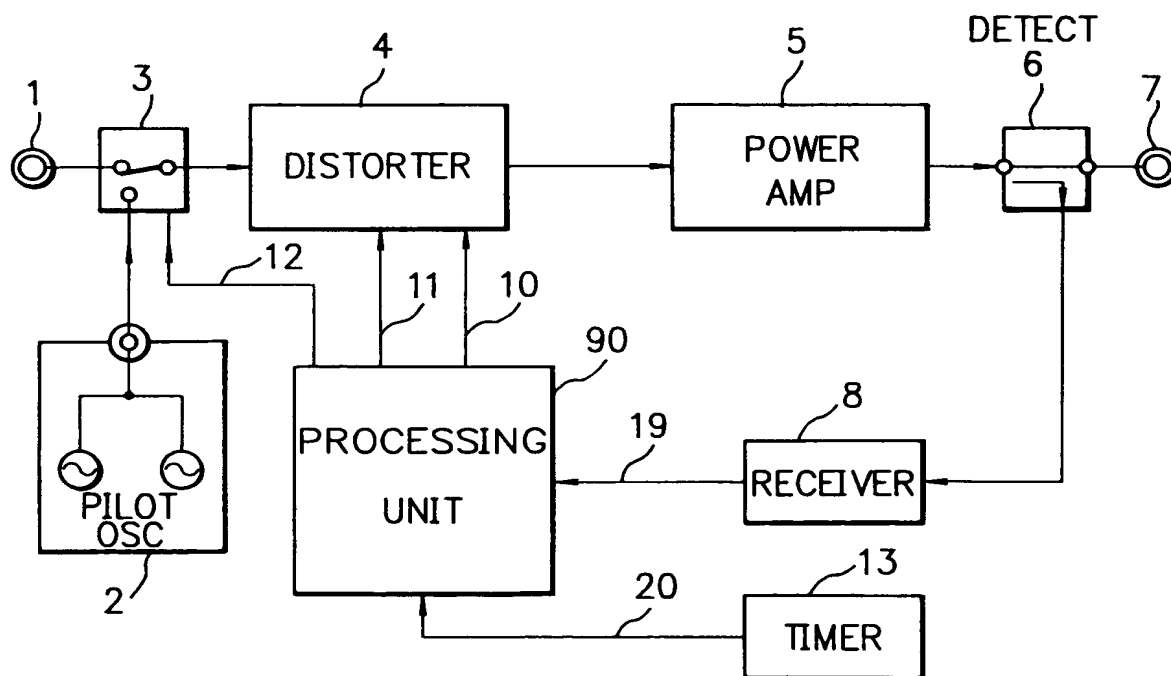 DETECT
4
5
6
7
3
1
DISTORTER
POWER
AMP
12
11
10
90
8
PROCESSING
UNIT
19
RECEIVER
PILOT
OSC
2
13
20
TIMER